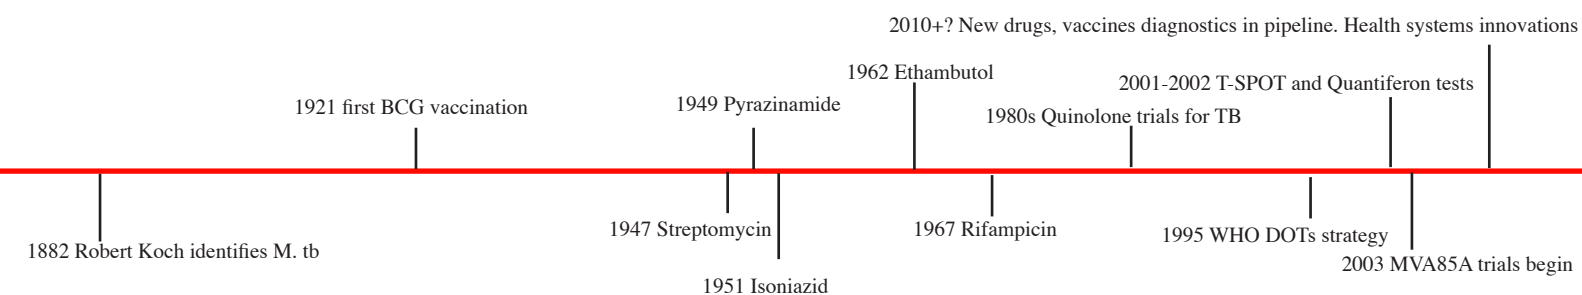 2010+? New drugs, vaccines diagnostics in pipeline. Health systems innovations
1962 Ethambutol
2001-2002 T-SPOT and Quantiferon tests
1921 first BCG vaccination
1949 Pyrazinamide
1980s Quinolone trials for TB
1947 Streptomycin
1967 Rifampicin
1995 WHO DOTs strategy
1882 Robert Koch identifies M. tb
2003 MVA85A trials begin
1951 Isoniazid